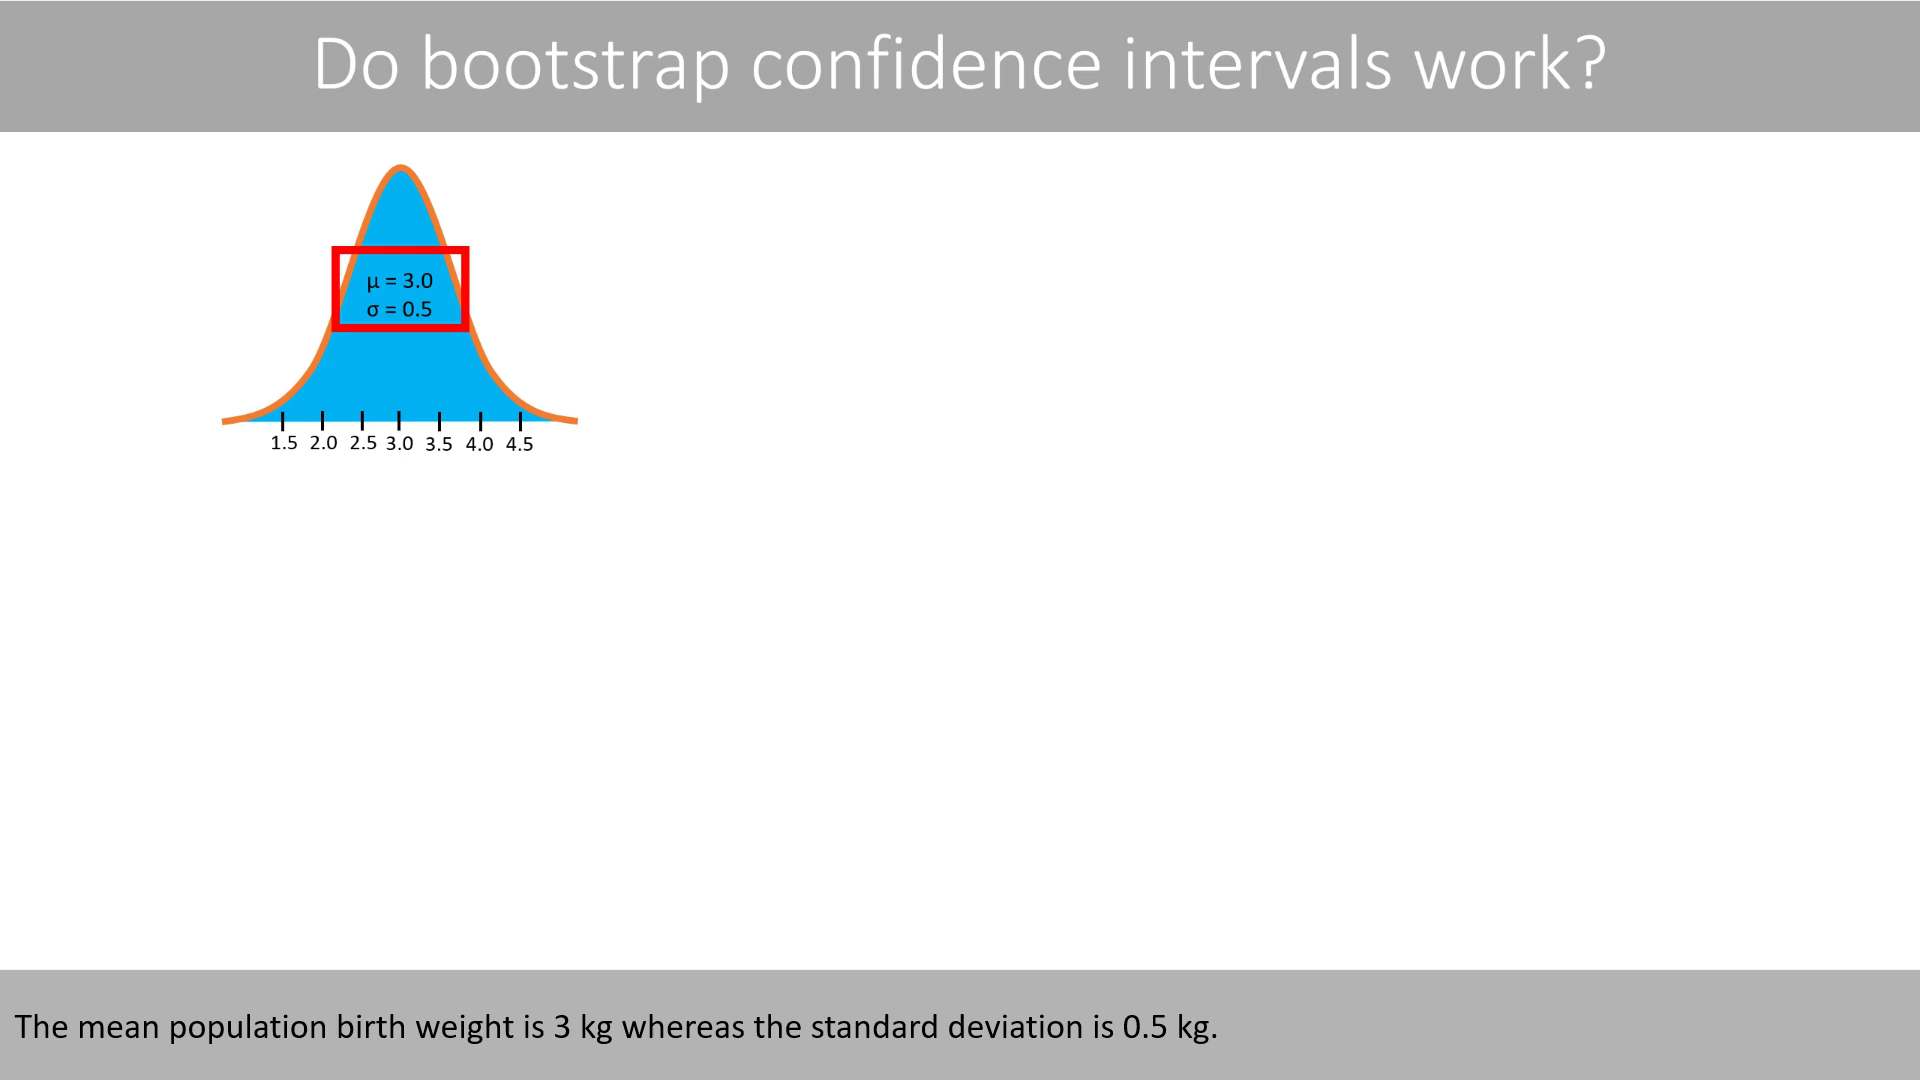 Do bootstrap confidence intervals work?
μ = 3.0
σ = 0.5
1.5 2.0 2.5 3.0 3.5 4.0 4.5
The mean population birth weight is 3 kg whereas the standard deviation is 0.5 kg.